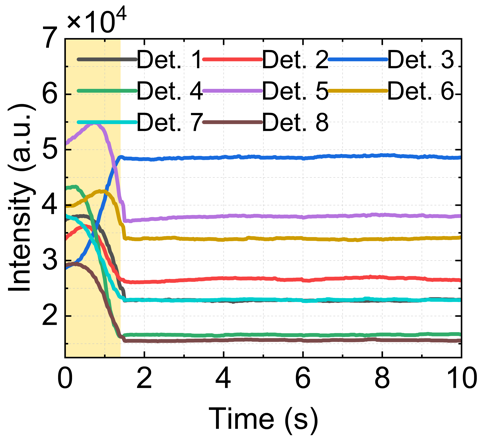 ×10⁴
7
Det. 1 Det. 2 Det. 3
6
Det. 4 Det. 5 Det. 6
Det. 7 Det. 8
5
4
3
2
Intensity (a.u.)
0 2 4 6 8 10
Time (s)